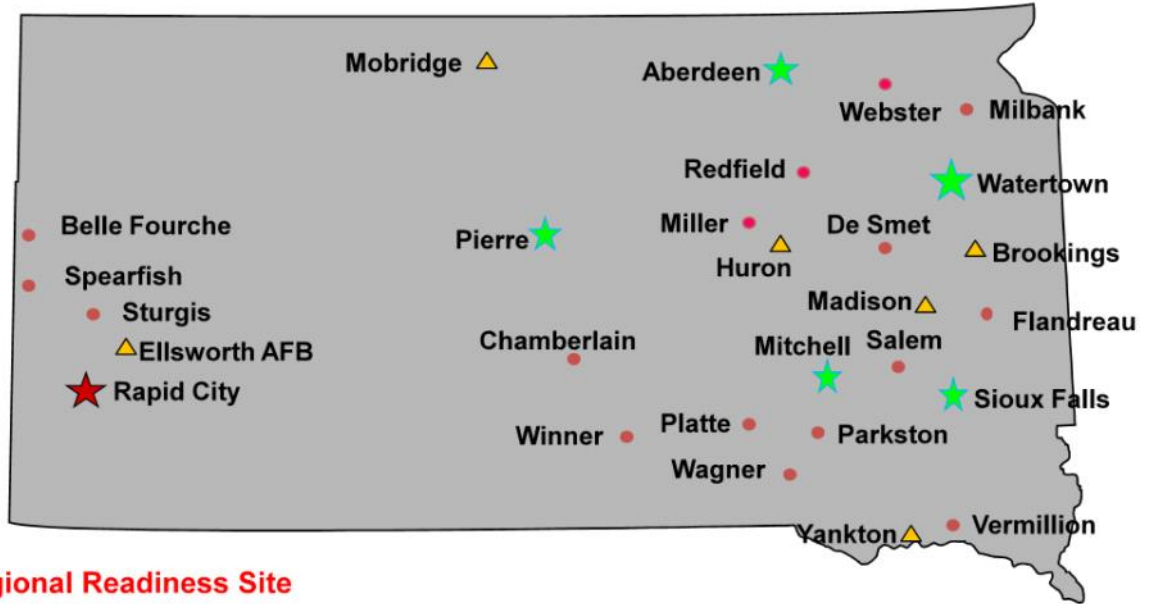 Mobridge
Aberdeen
Webster
Milbank
Redfield
Watertown
Belle Fourche
Pierre
Miller
De Smet
Huron
Brookings
Spearfish
Sturgis
Madison
Flandreau
Ellsworth AFB
Chamberlain
Mitchell
Salem
Rapid City
Sioux Falls
Winner
Platte
Parkston
Wagner
Yankton
Vermillion
Readiness Site